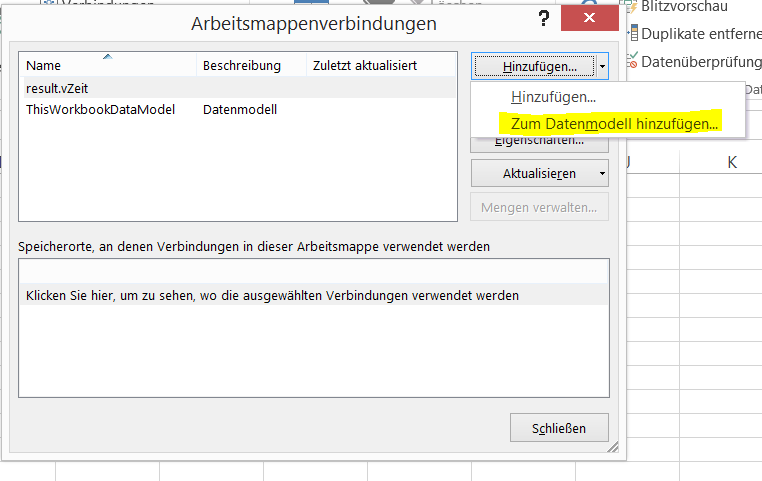 Verbindungen
Löschen
Blitzvorschau
Arbeitsmappenverbindungen
?
Duplikate entferne
Datenüberprüfung
Name Beschreibung Zuletzt aktualisiert
Hinzufügen...
result.vZeit
ThisWorkbookDataModel Datenmodell
Hinzufügen...
Zum Datenmodell hinzufügen...
Dat
Eigenschaften...
K
Aktualisieren
Mengen verwalten...
Speicherorte, an denen Verbindungen in dieser Arbeitsmappe verwendet werden
Klicken Sie hier, um zu sehen, wo die ausgewählten Verbindungen verwendet werden
Schließen